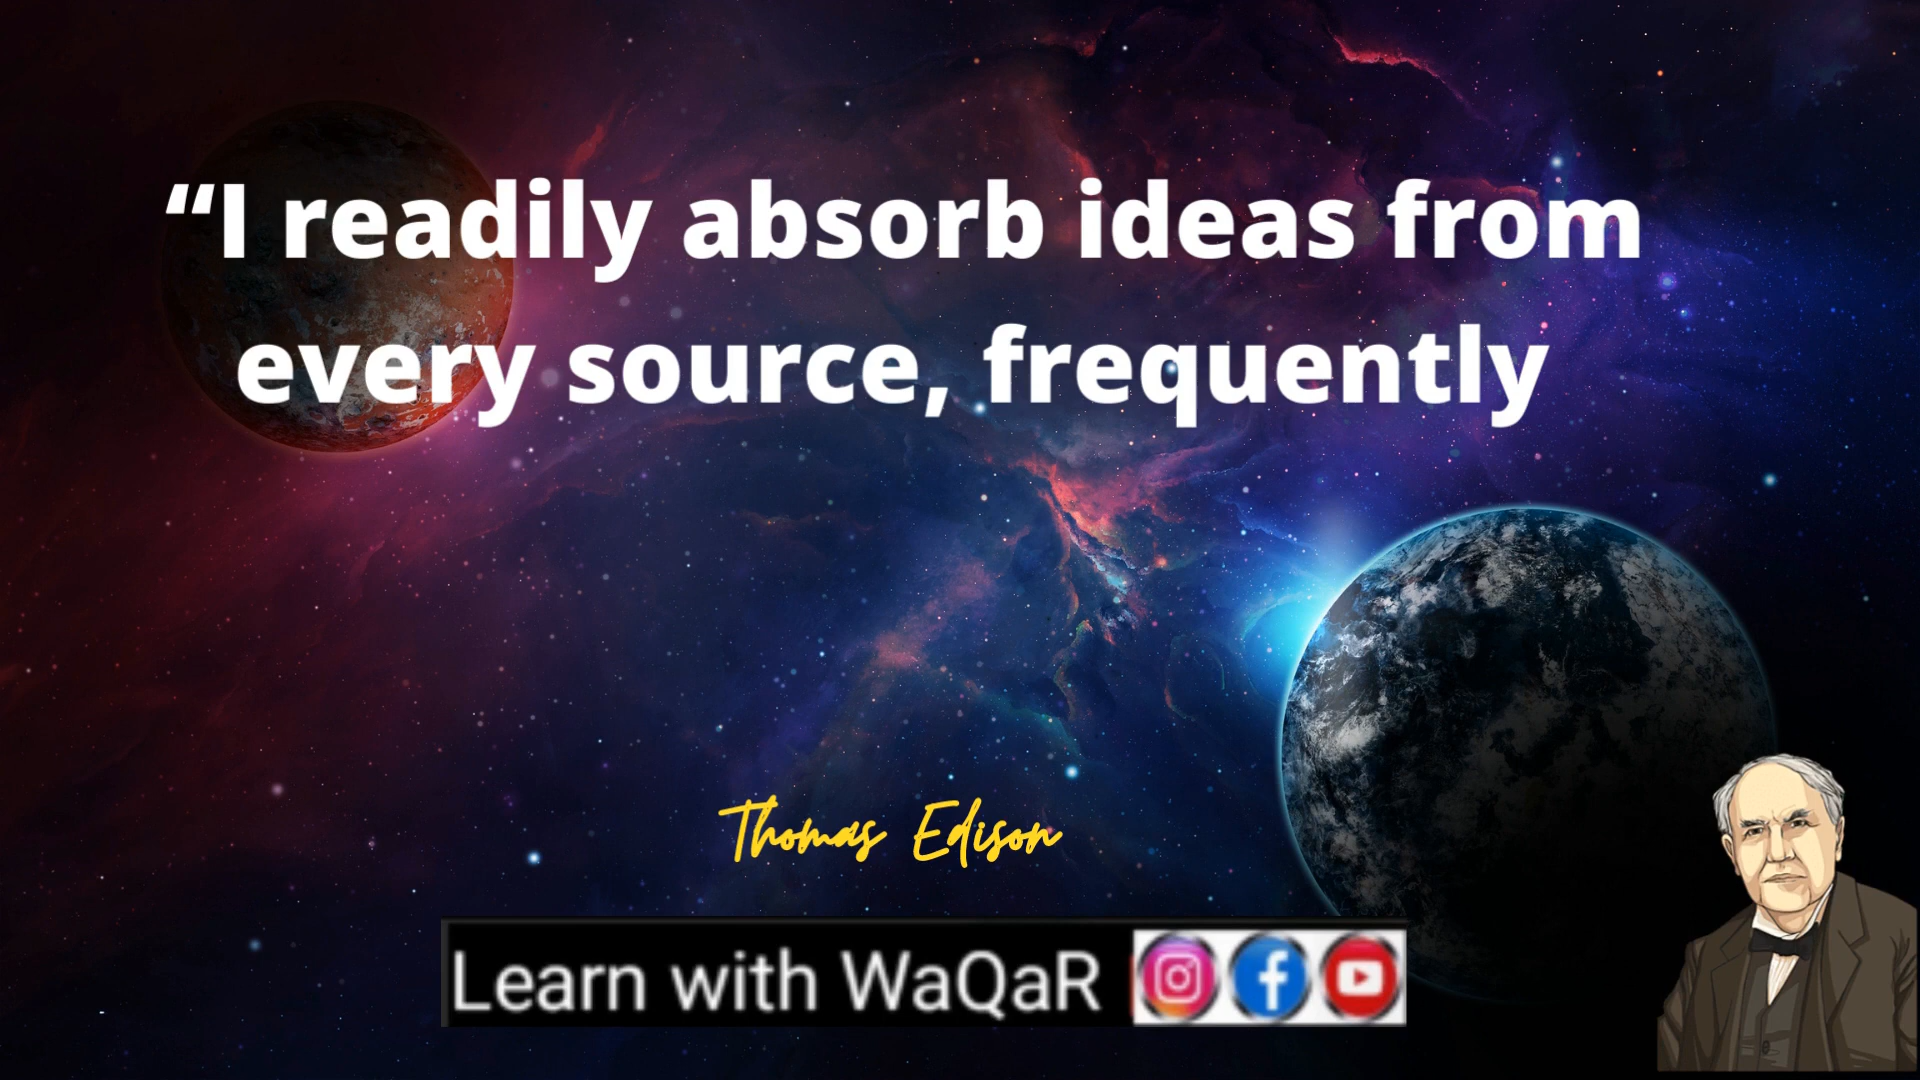 “I readily absorb ideas from
every source, frequently
Thomas Edison
Learn with WaQaR